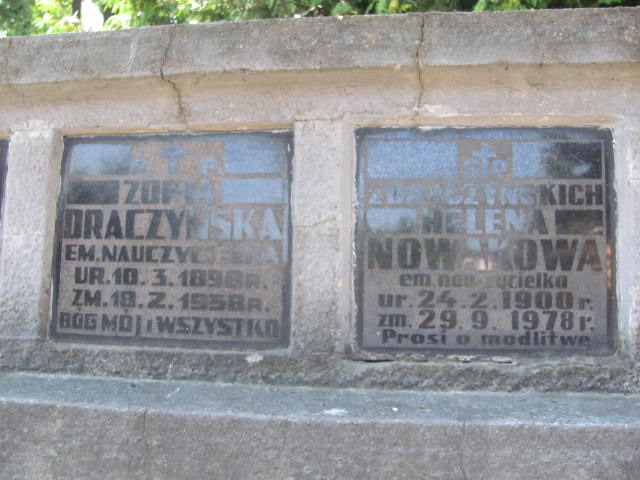 Ś † P
ZOFIA
DRACZYŃSKA
EM. NAUCZYCIELKA
UR. 10. 3. 1898 R.
ZM. 18. 2. 1958 R.
BÓG MÓJ i WSZYSTKO
Ś † P
Z DRACZYŃSKICH
HELENA
NOWAKOWA
em. nauczycielka
ur. 24. 2. 1900 r.
zm. 29. 9. 1978 r.
Prosi o modlitwę